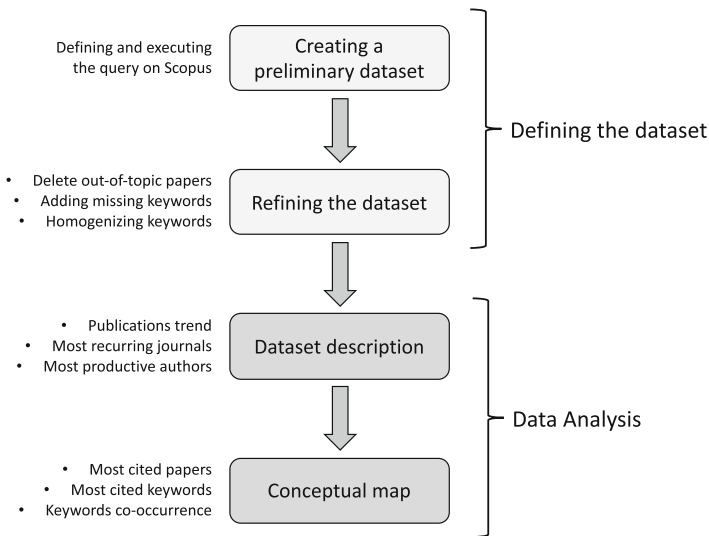 Defining and executing
the query on Scopus
Creating a
preliminary dataset
Defining the dataset
• Delete out-of-topic papers
• Adding missing keywords
• Homogenizing keywords
Refining the dataset
• Publications trend
• Most recurring journals
• Most productive authors
Dataset description
Data Analysis
• Most cited papers
• Most cited keywords
• Keywords co-occurrence
Conceptual map